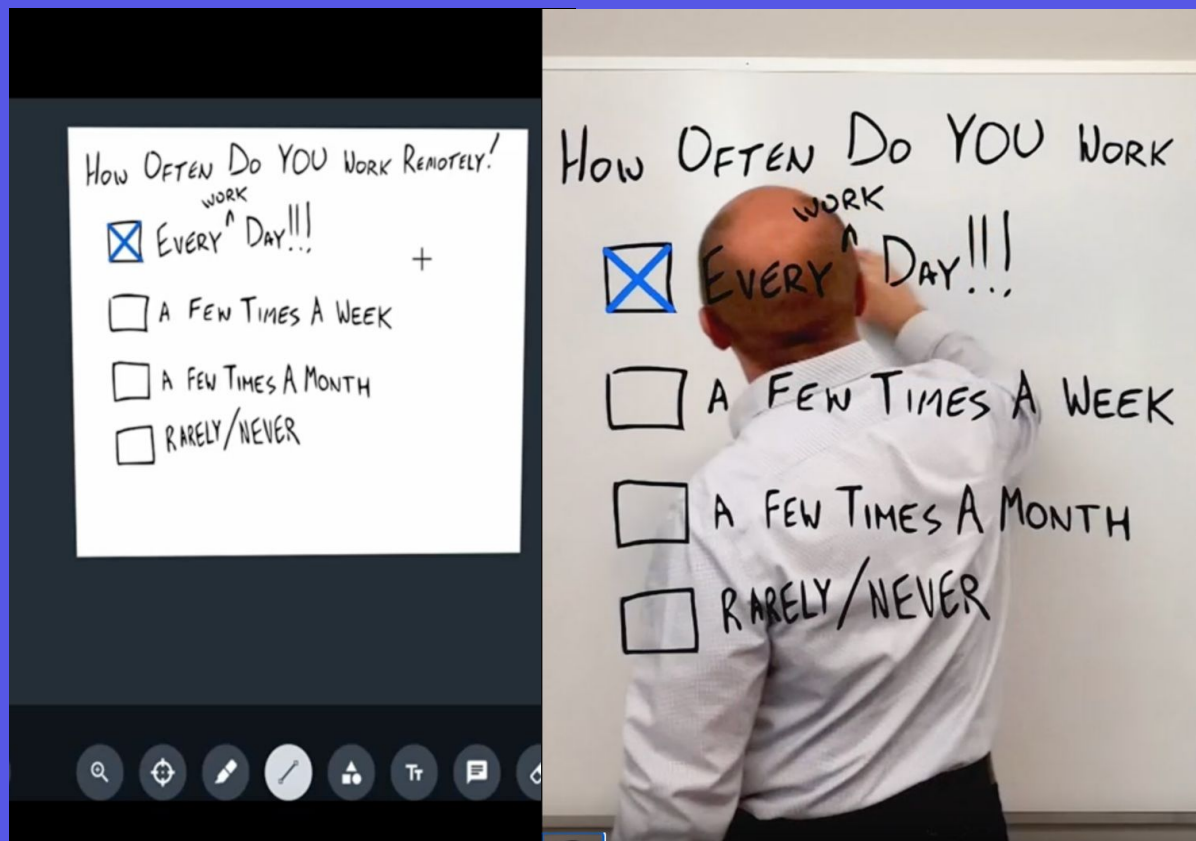 HOW OFTEN DO YOU WORK REMOTELY!
WORK
EVERY ^ DAY!!!
A FEW TIMES A WEEK
A FEW TIMES A MONTH
RARELY/NEVER
TT
HOW OFTEN DO YOU WORK
WORK
EVERY ^ DAY!!!
A FEW TIMES A WEEK
A FEW TIMES A MONTH
RARELY/NEVER